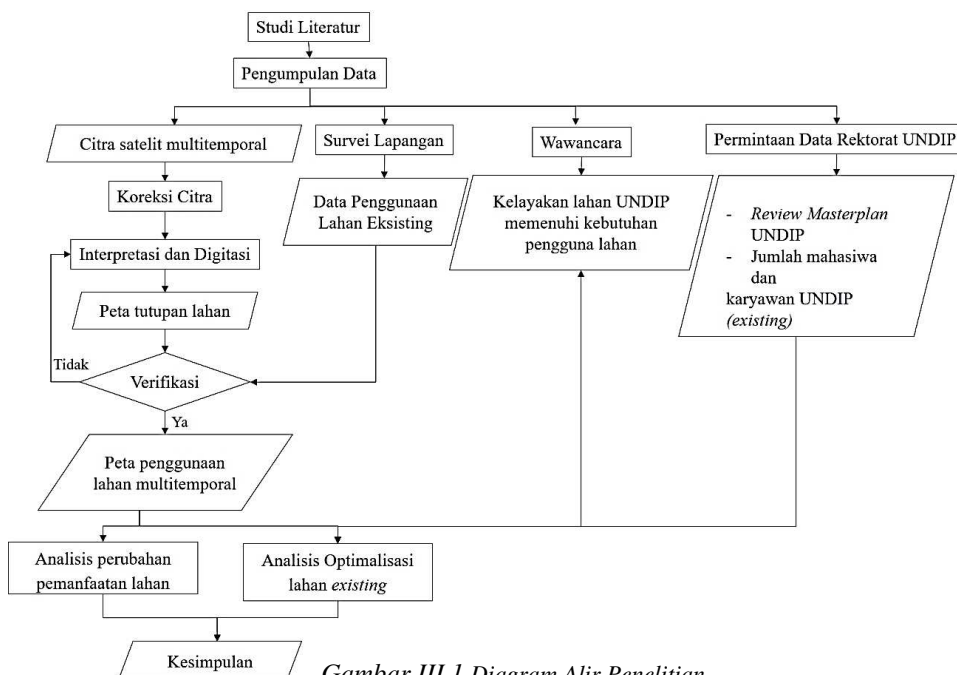 Studi Literatur
Pengumpulan Data
Citra satelit multitemporal
Survei Lapangan
Wawancara
Permintaan Data Rektorat UNDIP
Koreksi Citra
Data Penggunaan
Lahan Eksisting
Kelayakan lahan UNDIP
memenuhi kebutuhan
pengguna lahan
- Review Masterplan
UNDIP
- Jumlah mahasiwa
dan
karyawan UNDIP
(existing)
Interpretasi dan Digitasi
Peta tutupan lahan
Tidak
Verifikasi
Ya
Peta penggunaan
lahan multitemporal
Analisis perubahan
pemanfaatan lahan
Analisis Optimalisasi
lahan existing
Kesimpulan
Gambar III.1 Diagram Alir Penelitian